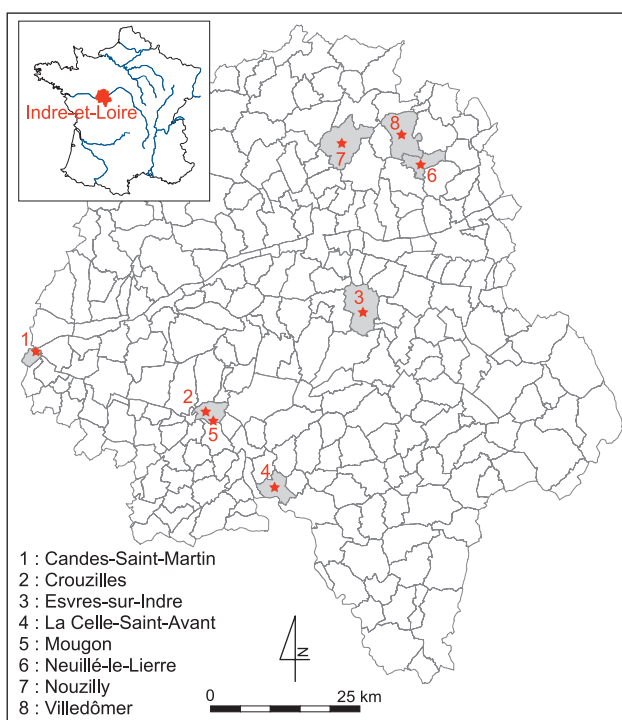 Indre-et-Loire
8
7
6
3
1
2
5
4
1 : Candes-Saint-Martin
2 : Crouzilles
3 : Esvres-sur-Indre
4 : La Celle-Saint-Avant
5 : Mougon
6 : Neuillé-le-Lierre
7 : Nouzilly
8 : Villedômer
N
0 25 km